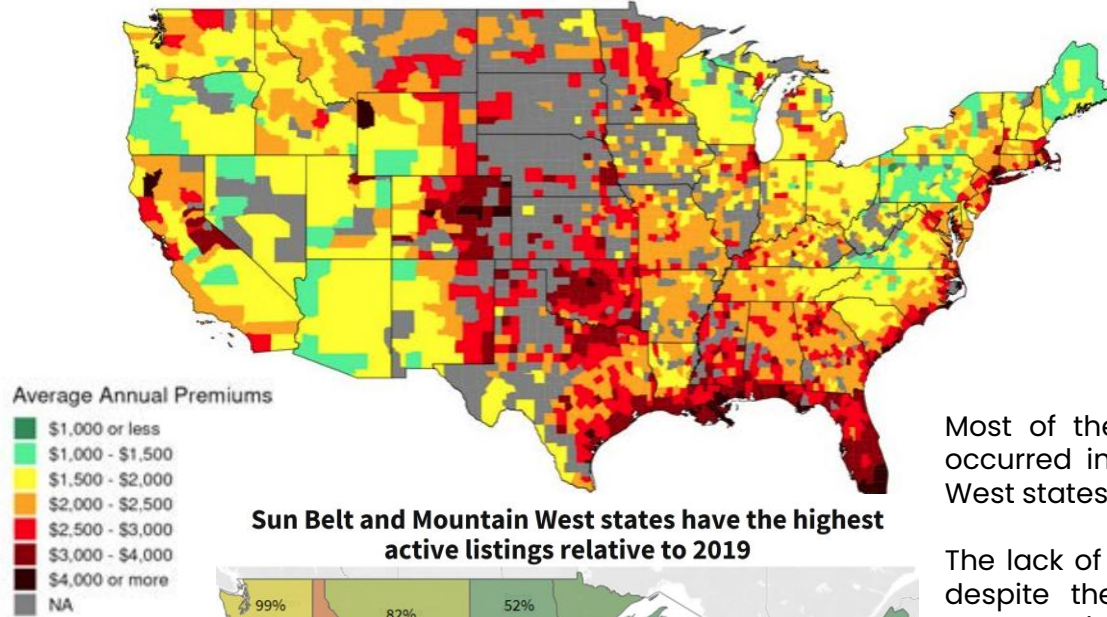 Average Annual Premiums
$1,000 or less
$1,000 - $1,500
$1,500 - $2,000
$2,000 - $2,500
$2,500 - $3,000
$3,000 - $4,000
$4,000 or more
NA
Most of the
occurred in
West states
The lack of
despite the
Sun Belt and Mountain West states have the highest
active listings relative to 2019
99%
82%
52%